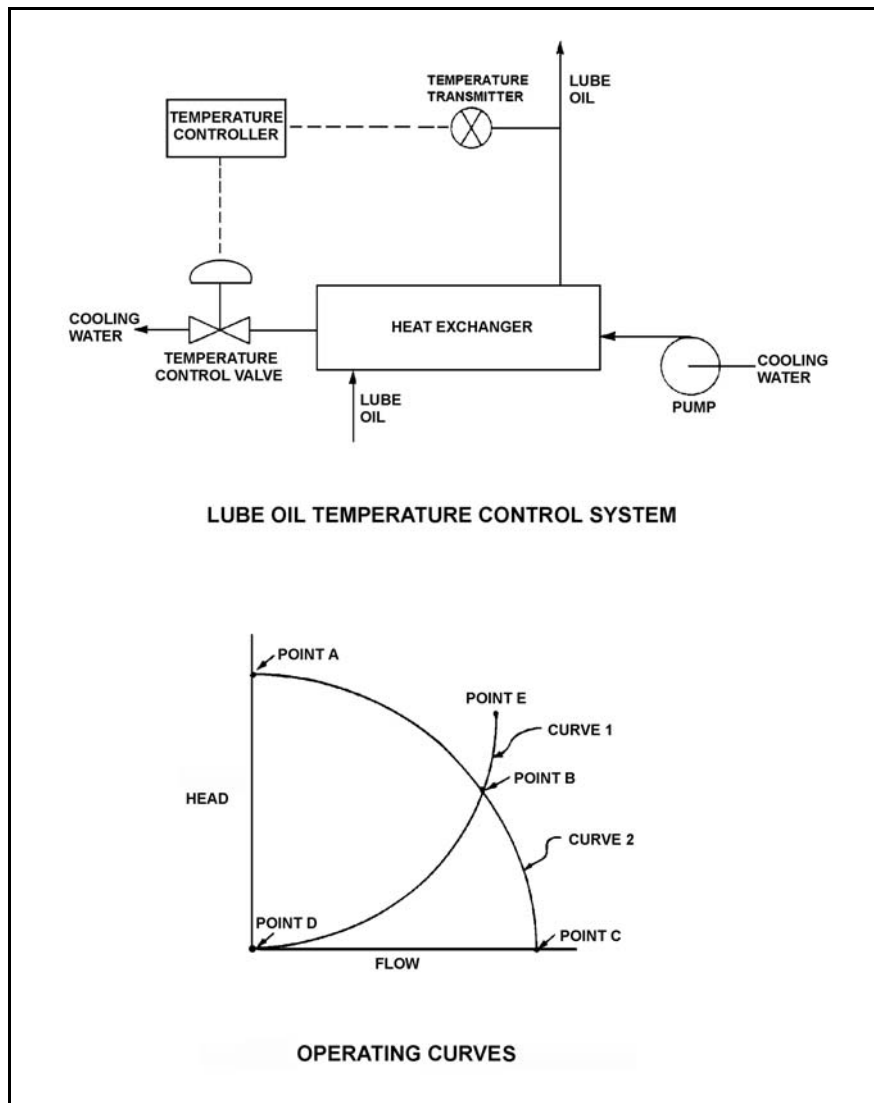 TEMPERATURE
TRANSMITTER
LUBE
OIL
TEMPERATURE
CONTROLLER
COOLING
WATER
TEMPERATURE
CONTROL VALVE
HEAT EXCHANGER
LUBE
OIL
COOLING
WATER
PUMP
LUBE OIL TEMPERATURE CONTROL SYSTEM
POINT A
POINT E
CURVE 1
POINT B
HEAD
CURVE 2
POINT D
POINT C
FLOW
OPERATING CURVES